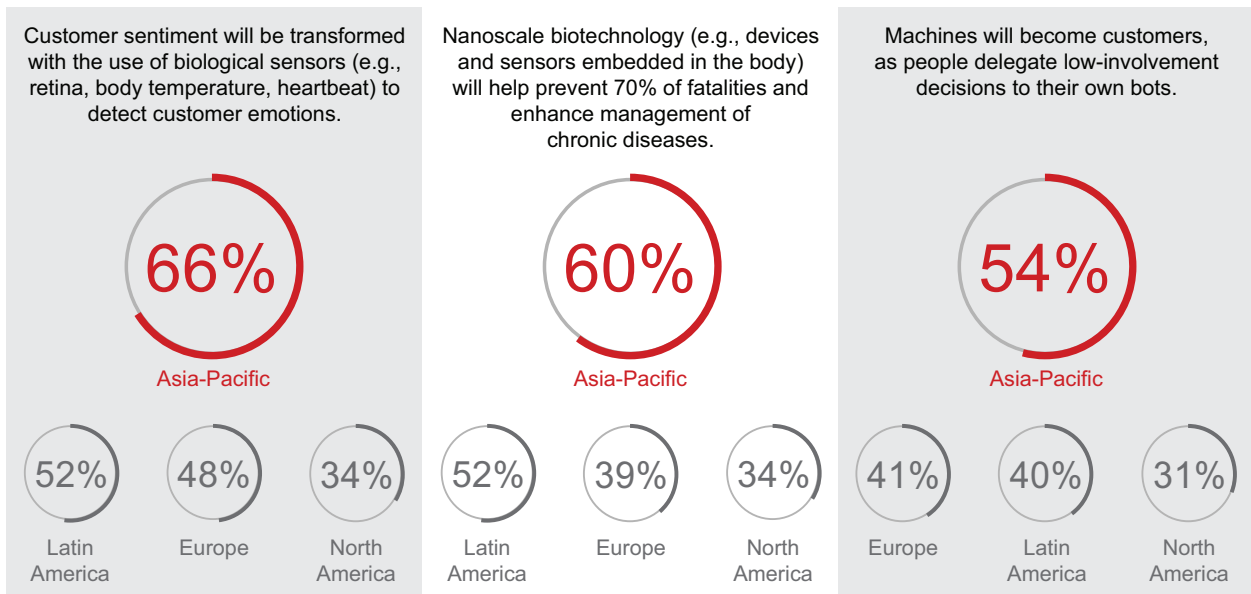 Customer sentiment will be transformed
with the use of biological sensors (e.g.,
retina, body temperature, heartbeat) to
detect customer emotions.
66%
Asia-Pacific
52%
48%
34%
Latin
America
Europe
North
America
Nanoscale biotechnology (e.g., devices
and sensors embedded in the body)
will help prevent 70% of fatalities and
enhance management of
chronic diseases.
60%
Asia-Pacific
52%
39%
34%
Latin
America
Europe
North
America
Machines will become customers,
as people delegate low-involvement
decisions to their own bots.
54%
Asia-Pacific
41%
40%
31%
Europe
Latin
America
North
America